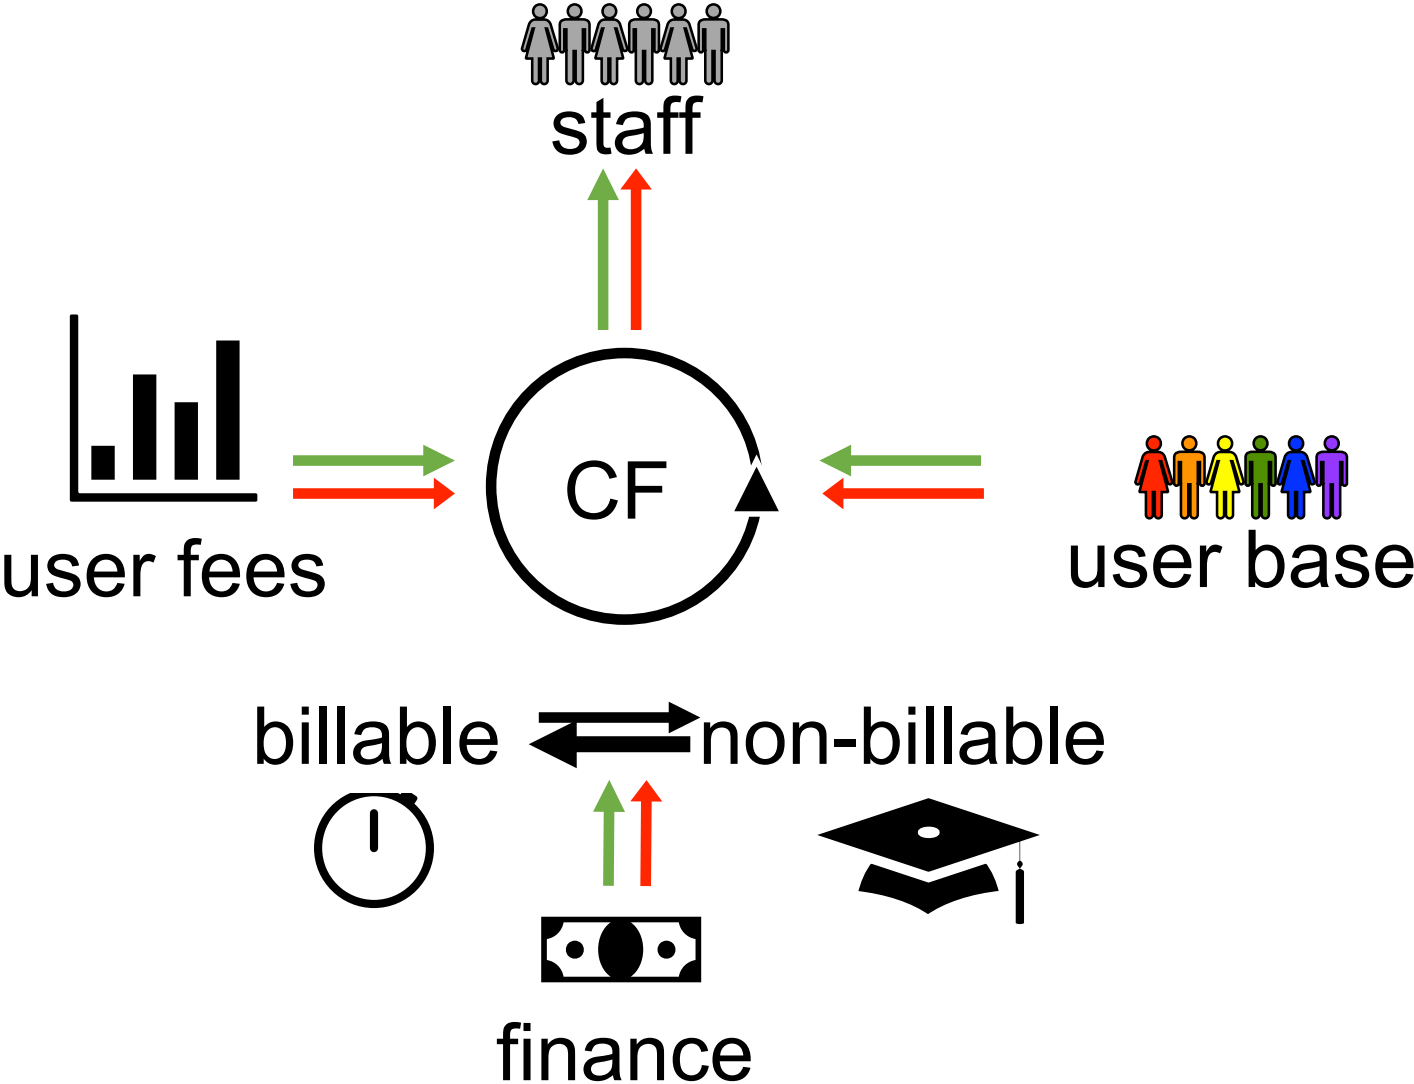 staff
CF
user fees
user base
billable
non-billable
finance